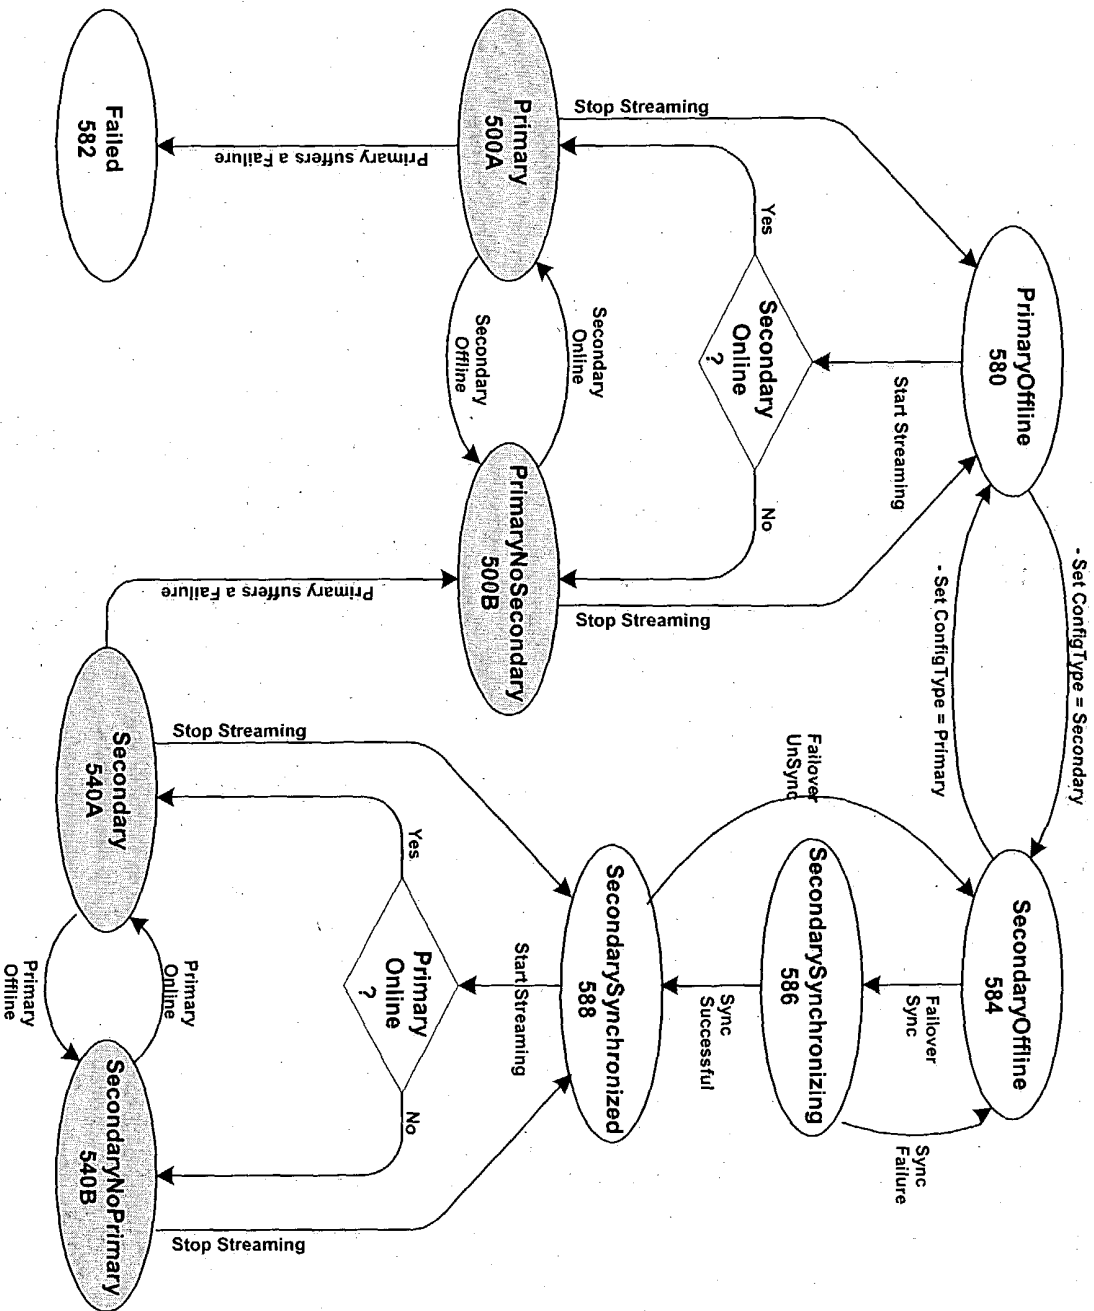 - Set ConfigType = Secondary
- Set ConfigType = Primary
PrimaryOffline
580
SecondaryOffline
584
Start Streaming
Failover
Sync
Sync
Failure
SecondarySynchronizing
586
Failover
UnSync
Secondary
Online
?
Yes
No
Sync
Successful
Stop Streaming
Stop Streaming
SecondarySynchronized
588
Primary
500A
Secondary
Online
Secondary
Offline
PrimaryNoSecondary
500B
Start Streaming
Primary
Online
?
Yes
No
Primary suffers a Failure
Primary suffers a Failure
Stop Streaming
Stop Streaming
Failed
582
Secondary
540A
Primary
Online
Primary
Offline
SecondaryNoPrimary
540B